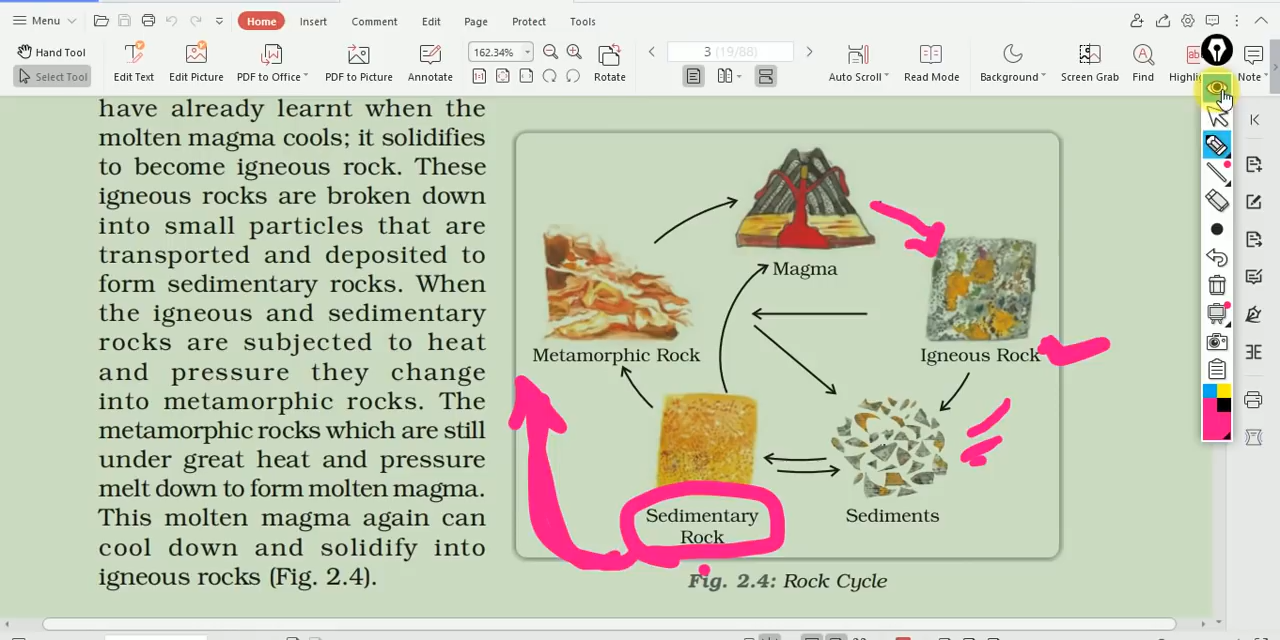 Menu
Home
Insert
Comment
Edit
Page
Protect
Tools
Hand Tool
Select Tool
Edit Text
Edit Picture
PDF to Office
PDF to Picture
Annotate
162.34%
Rotate
3 (19/88)
Auto Scroll
Read Mode
Background
Screen Grab
Find
Highli
Note
have already learnt when the
molten magma cools; it solidifies
to become igneous rock. These
igneous rocks are broken down
into small particles that are
transported and deposited to
form sedimentary rocks. When
the igneous and sedimentary
rocks are subjected to heat
and pressure they change
into metamorphic rocks. The
metamorphic rocks which are still
under great heat and pressure
melt down to form molten magma.
This molten magma again can
cool down and solidify into
igneous rocks (Fig. 2.4).
Magma
Metamorphic Rock
Igneous Rock
Sedimentary
Rock
Sediments
Fig. 2.4: Rock Cycle